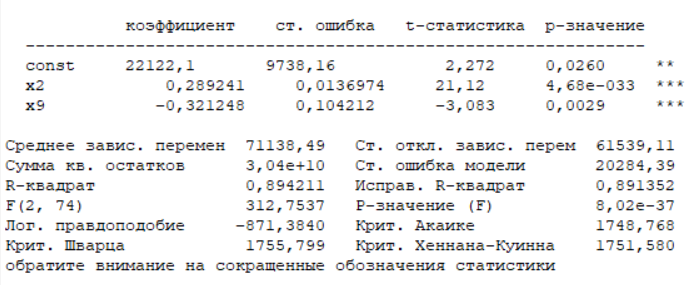 коэффициент ст. ошибка t-статистика p-значение
---------------------------------------------------------------
const 22122,1 9738,16 2,272 0,0260 **
x2 0,289241 0,0136974 21,12 4,68e-033 ***
x9 −0,321248 0,104212 −3,083 0,0029 ***
Среднее завис. перемен 71138,49 Ст. откл. завис. перем 61539,11
Сумма кв. остатков 3,04e+10 Ст. ошибка модели 20284,39
R-квадрат 0,894211 Исправ. R-квадрат 0,891352
F(2, 74) 312,7537 Р-значение (F) 8,02e-37
Лог. правдоподобие −871,3840 Крит. Акаике 1748,768
Крит. Шварца 1755,799 Крит. Хеннана-Куинна 1751,580
обратите внимание на сокращенные обозначения статистики